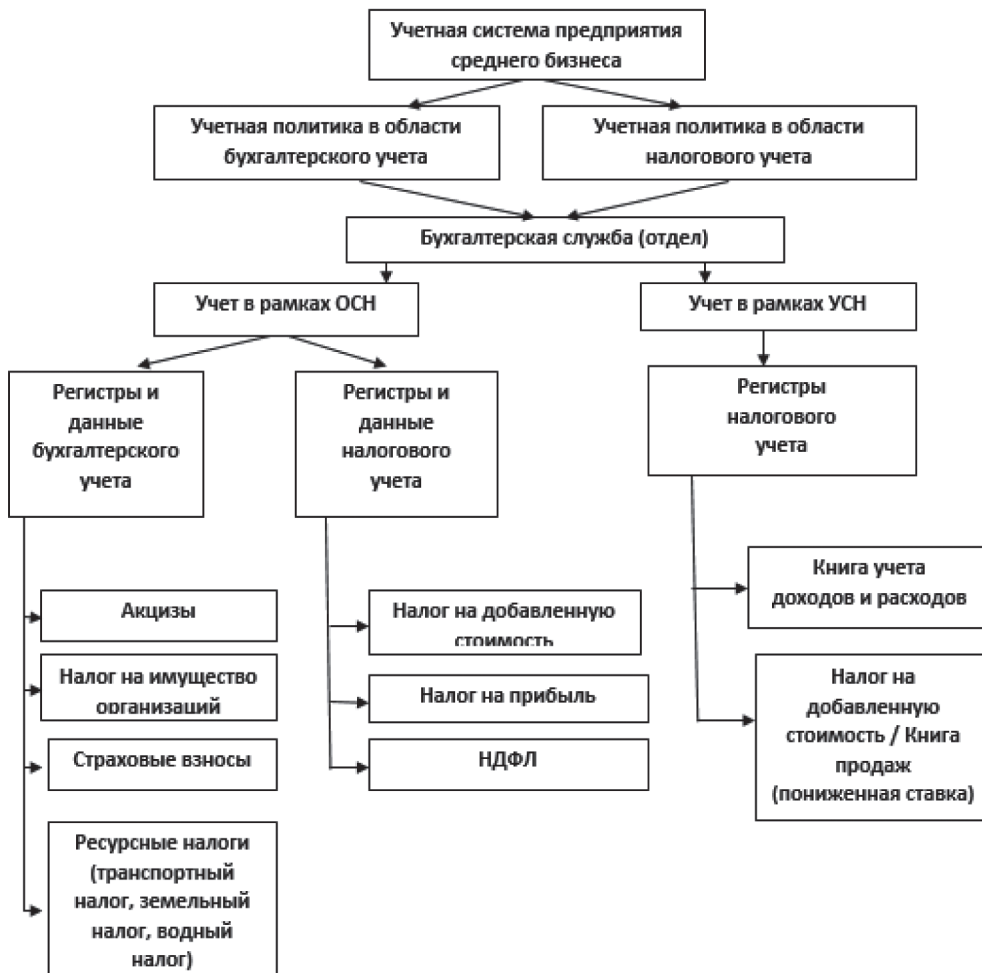 Учетная система предприятия
среднего бизнеса
Учетная политика в области
бухгалтерского учета
Учетная политика в области
налогового учета
Бухгалтерская служба (отдел)
Учет в рамках ОСН
Учет в рамках УСН
Регистры и
данные
бухгалтерского
учета
Регистры и
данные
налогового
учета
Регистры
налогового
учета
Акцизы
Налог на имущество
организаций
Страховые взносы
Ресурсные налоги
(транспортный
налог, земельный
налог, водный
налог)
Налог на добавленную
стоимость
Налог на прибыль
НДФЛ
Книга учета
доходов и расходов
Налог на
добавленную
стоимость / Книга
продаж
(пониженная ставка)